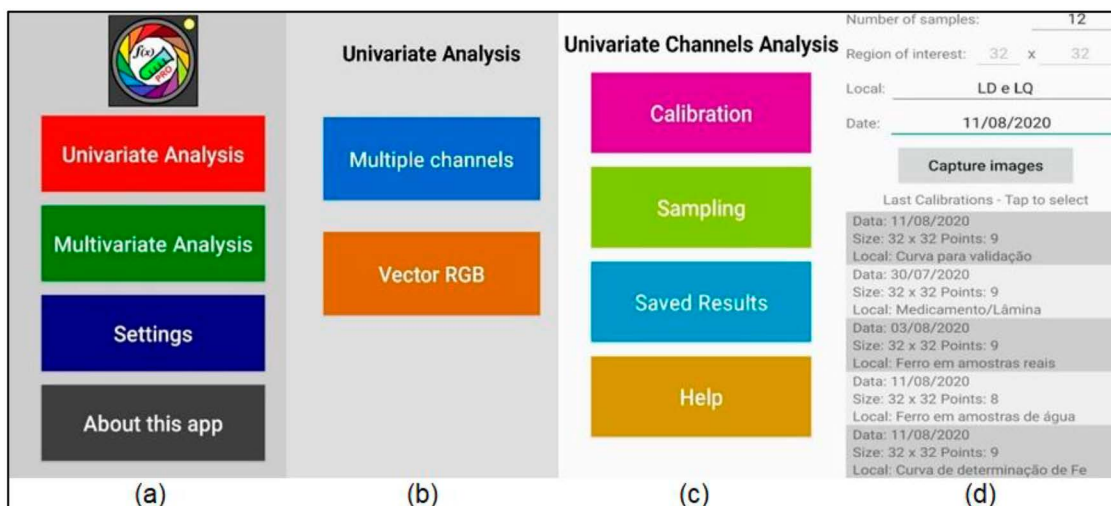 f(x)
PRO
Univariate Analysis
Multivariate Analysis
Settings
About this app
(a)
Univariate Analysis
Multiple channels
Vector RGB
(b)
Univariate Channels Analysis
Calibration
Sampling
Saved Results
Help
(c)
Number of samples: 12
Region of interest: 32 x 32
Local: LD e LQ
Date: 11/08/2020
Capture images
Last Calibrations - Tap to select
Data: 11/08/2020
Size: 32 x 32 Points: 9
Local: Curva para validação
Data: 30/07/2020
Size: 32 x 32 Points: 9
Local: Medicamento/Lâmina
Data: 03/08/2020
Size: 32 x 32 Points: 9
Local: Ferro em amostras reais
Data: 11/08/2020
Size: 32 x 32 Points: 8
Local: Ferro em amostras de água
Data: 11/08/2020
Size: 32 x 32 Points: 9
Local: Curva de determinação de Fe
(d)